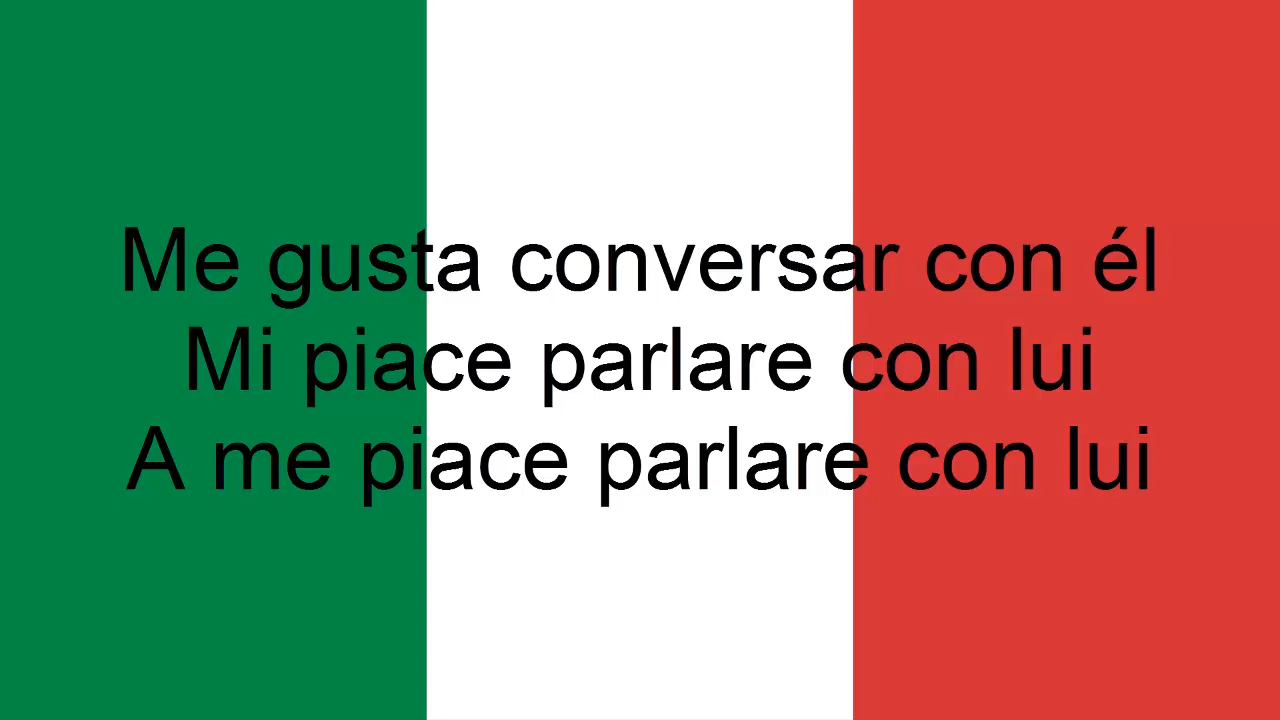 Me gusta conversar con él
Mi piace parlare con lui
A me piace parlare con lui